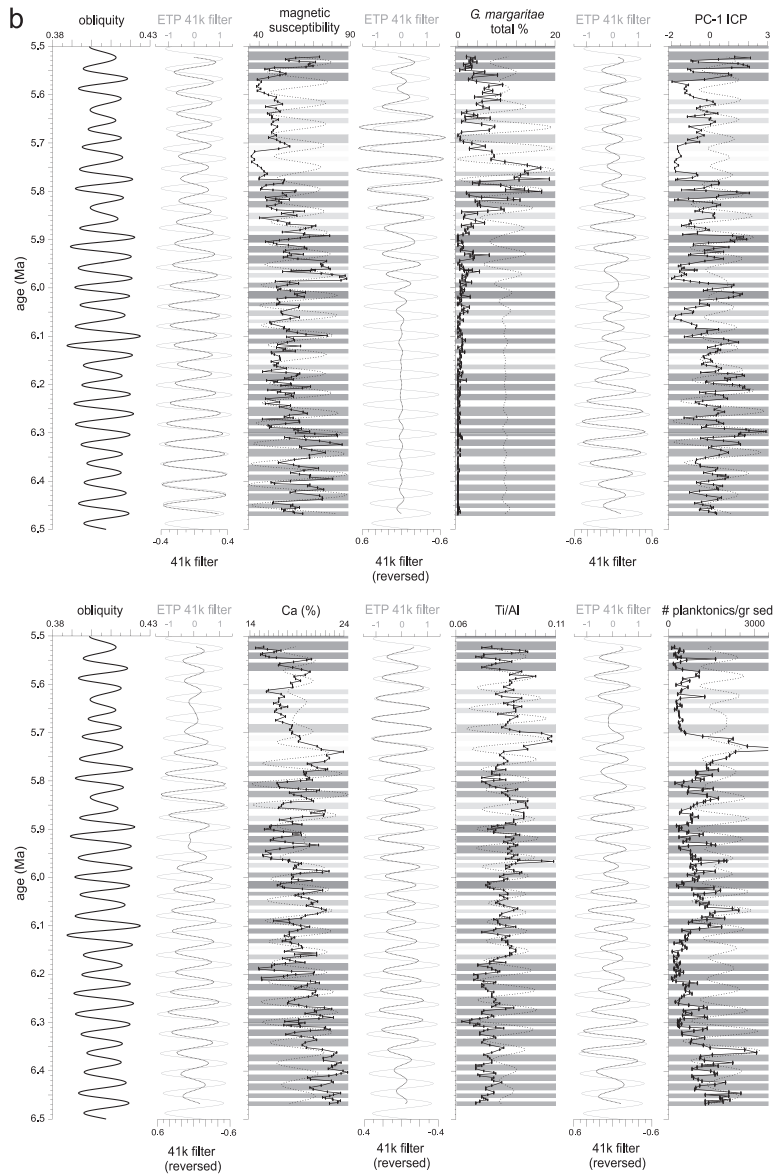 b
obliquity
ETP 41k filter
magnetic
susceptibility
ETP 41k filter
G. margaritae
total %
ETP 41k filter
PC-1 ICP
0.38 0.43
-1 0 1
40 90
-1 0 1
0 20
-1 0 1
-2 0 3
5,5
5,6
5.7
5.8
5.9
6.0
6.1
6.2
6.3
6.4
6,5
age (Ma)
-0.4 0.4
0.6 -0.6
-0.6 0.6
41k filter
41k filter
(reversed)
41k filter
obliquity
ETP 41k filter
Ca (%)
ETP 41k filter
Ti/Al
ETP 41k filter
# planktonics/gr sed
0.38 0.43
-1 0 1
14 24
-1 0 1
0.06 0.11
-1 0 1
0 3000
5.5
5,6
5.7
5.8
5.9
6,0
6.1
6.2
6.3
6.4
6,5
age (Ma)
0.6 -0.6
0.4 -0.4
-0.6 0.6
41k filter
(reversed)
41k filter
(reversed)
41k filter